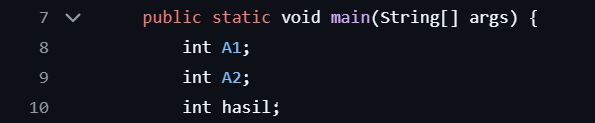 7 public static void main(String[] args) {
8 int A1;
9 int A2;
10 int hasil;